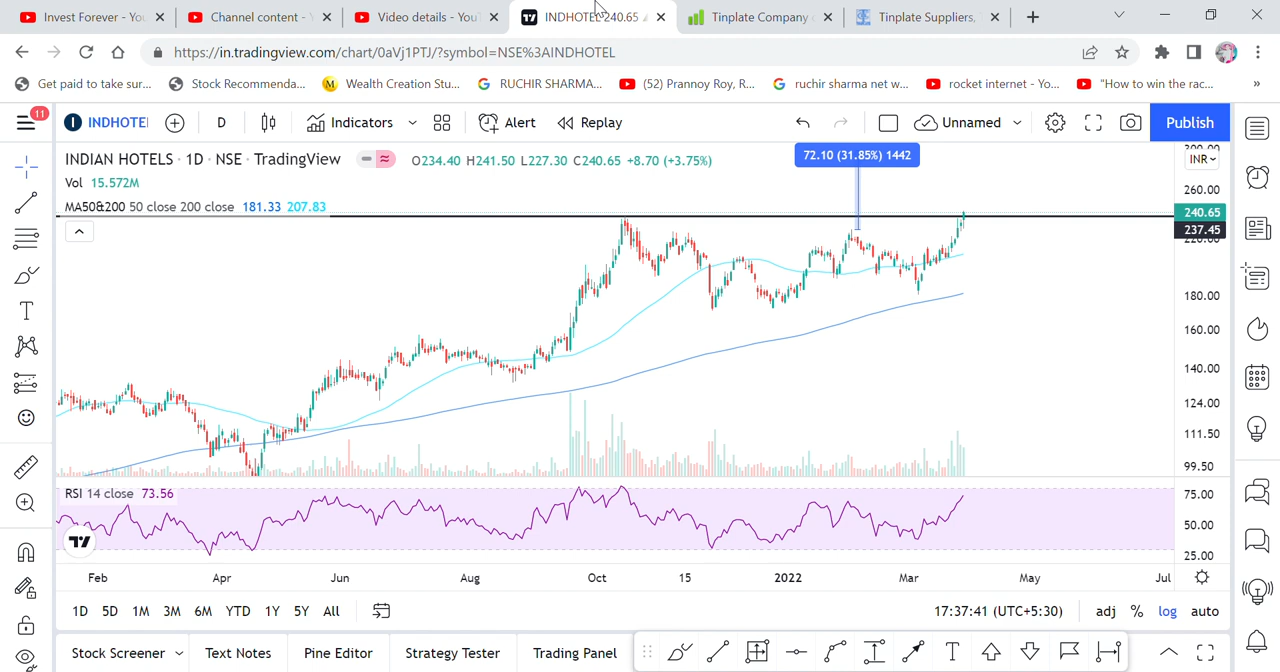 Invest Forever - You
Channel content -
Video details - You
INDHOTEL 240.65
Tinplate Company
Tinplate Suppliers,
https://in.tradingview.com/chart/0aVj1PTJ/?symbol=NSE%3AINDHOTEL
Get paid to take sur...
Stock Recommenda...
M
Wealth Creation Stu...
G
RUCHIR SHARMA...
(52) Prannoy Roy, R...
G
ruchir sharma net w...
rocket internet - Yo...
"How to win the rac...
»
11
I
INDHOTEL
D
Indicators
Alert
Replay
Unnamed
Publish
INDIAN HOTELS · 1D · NSE · TradingView
O234.40 H241.50 L227.30 C240.65 +8.70 (+3.75%)
72.10 (31.85%) 1442
300.00
INR
Vol 15.572M
MA50&200 50 close 200 close 181.33 207.83
260.00
240.65
237.45
220.00
180.00
160.00
140.00
124.00
111.50
99.50
RSI 14 close 73.56
75.00
50.00
25.00
Feb Apr Jun Aug Oct 15 2022 Mar May Jul
1D 5D 1M 3M 6M YTD 1Y 5Y All
17:37:41 (UTC+5:30)
adj % log auto
Stock Screener
Text Notes
Pine Editor
Strategy Tester
Trading Panel